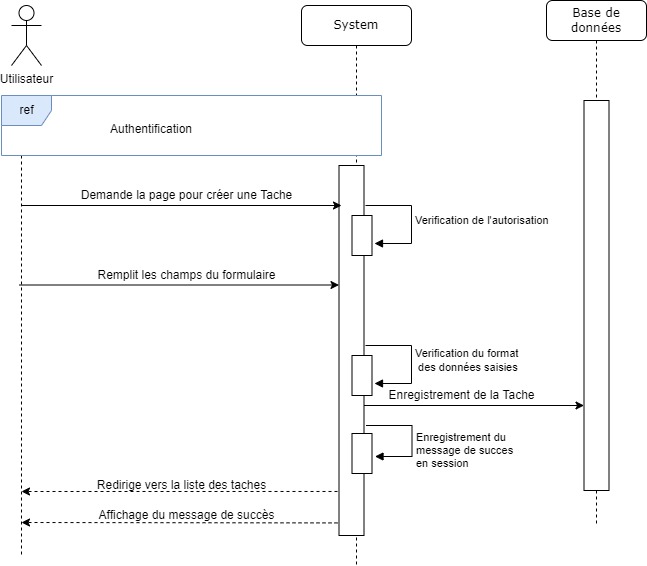 System
Base de
données
Utilisateur
ref
Authentification
Demande la page pour créer une Tache
Verification de l'autorisation
Remplit les champs du formulaire
Verification du format
des données saisies
Enregistrement de la Tache
Enregistrement du
message de succes
en session
Redirige vers la liste des taches
Affichage du message de succès